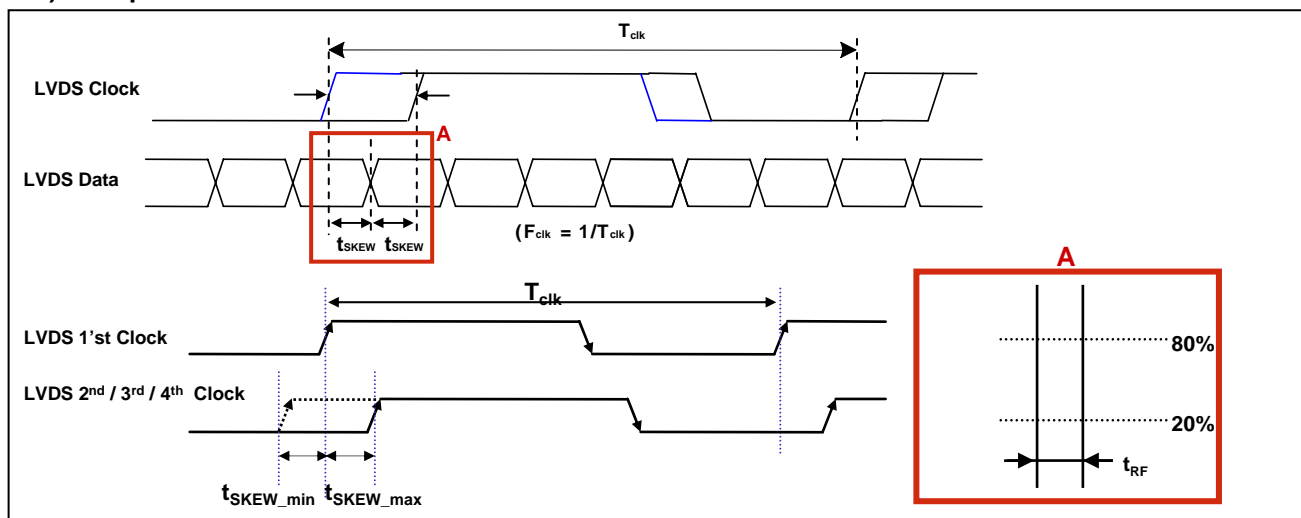 T_clk
LVDS Clock
A
LVDS Data
t_SKEW t_SKEW
(F_clk = 1/T_clk)
A
T_clk
LVDS 1'st Clock
80%
LVDS 2nd / 3rd / 4th Clock
20%
t_RF
t_SKEW_min t_SKEW_max